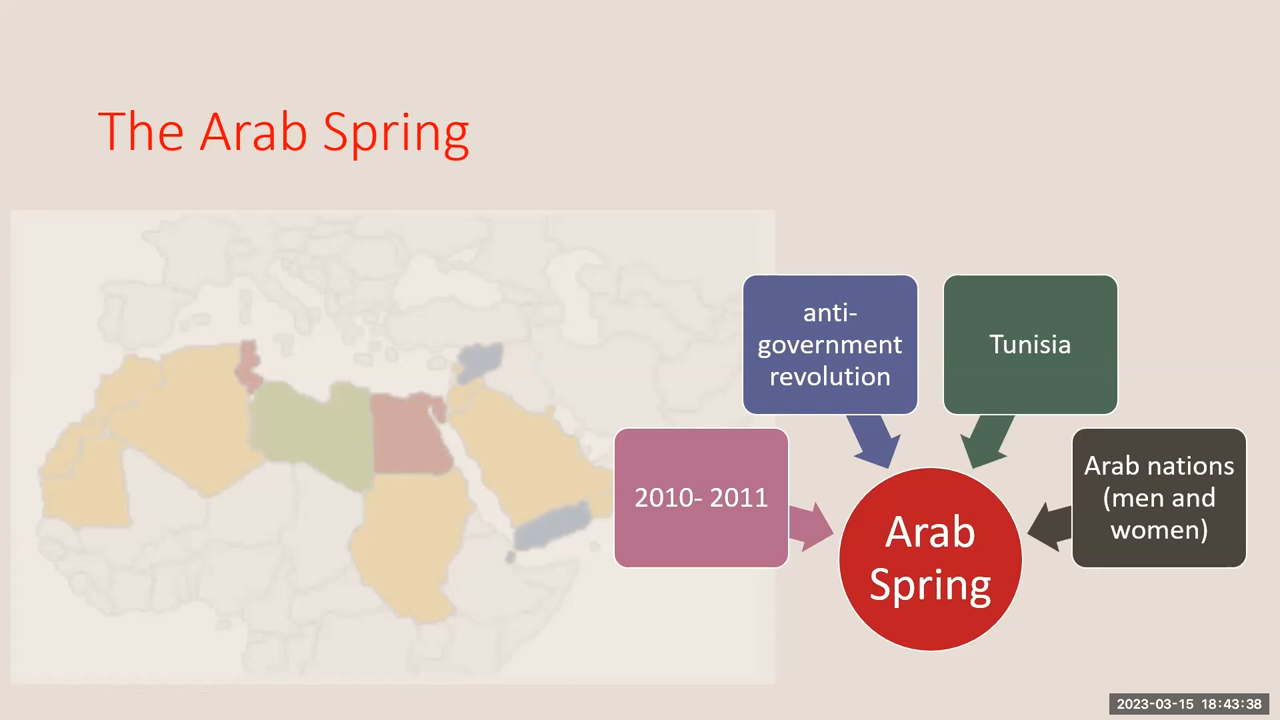 The Arab Spring
anti-
government
revolution
Tunisia
2010- 2011
Arab nations
(men and
women)
Arab
Spring
2023-03-15 18:43:38